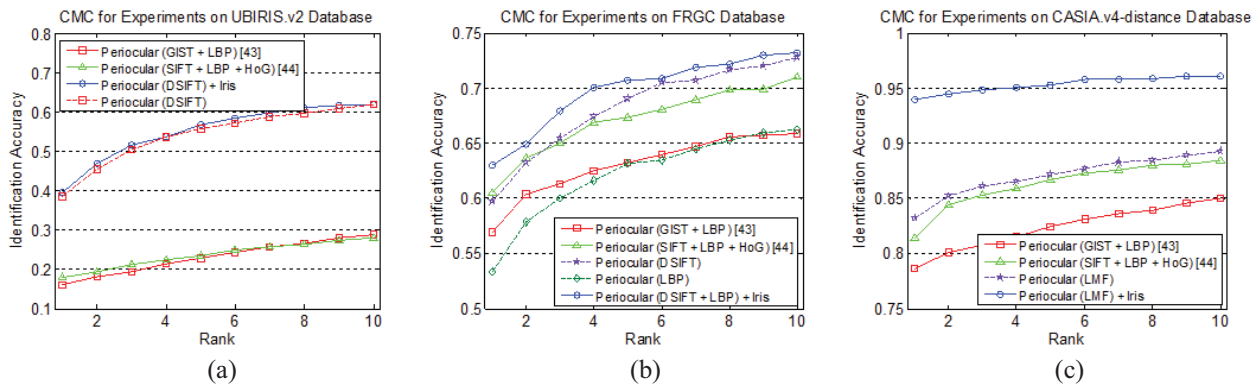 CMC for Experiments on UBIRIS.v2 Database
0.8
0.7
0.6
0.5
0.4
0.3
0.2
0.1
Identification Accuracy
Periocular (GIST + LBP) [43]
Periocular (SIFT + LBP + HoG) [44]
Periocular (DSIFT) + Iris
Periocular (DSIFT)
2 4 6 8 10
Rank
(a)
CMC for Experiments on FRGC Database
0.75
0.7
0.65
0.6
0.55
0.5
Identification Accuracy
Periocular (GIST + LBP) [43]
Periocular (SIFT + LBP + HoG) [44]
Periocular (DSIFT)
Periocular (LBP)
Periocular (DSIFT + LBP) + Iris
2 4 6 8 10
Rank
(b)
CMC for Experiments on CASIA.v4-distance Database
1
0.95
0.9
0.85
0.8
0.75
Identification Accuracy
Periocular (GIST + LBP) [43]
Periocular (SIFT + LBP + HoG) [44]
Periocular (LMF)
Periocular (LMF) + Iris
2 4 6 8 10
Rank
(c)